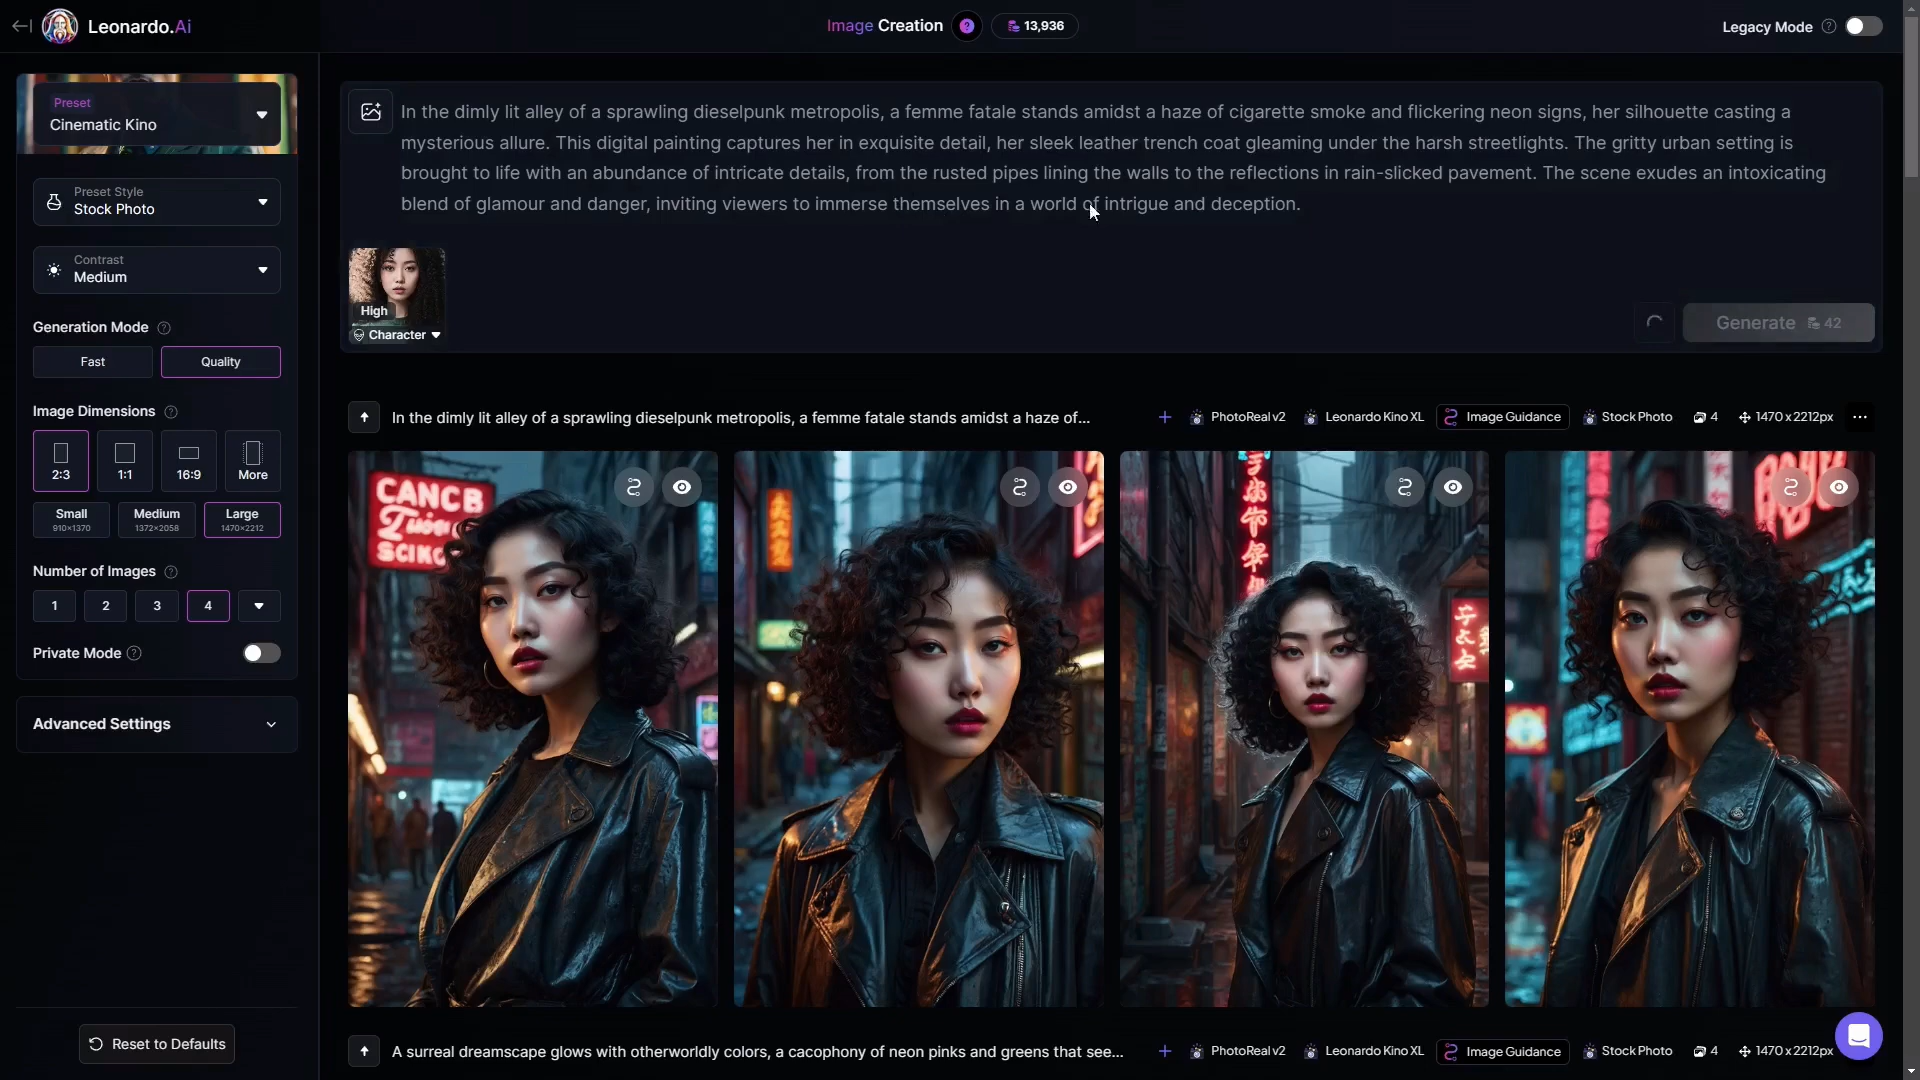 Leonardo.Ai
Image Creation
13,936
Legacy Mode
Preset
Cinematic Kino
Preset Style
Stock Photo
Contrast
Medium
Generation Mode
Fast
Quality
Image Dimensions
2:3
1:1
16:9
More
Small
910×1370
Medium
1372×2058
Large
1470×2212
Number of Images
1
2
3
4
Private Mode
Advanced Settings
Reset to Defaults
In the dimly lit alley of a sprawling dieselpunk metropolis, a femme fatale stands amidst a haze of cigarette smoke and flickering neon signs, her silhouette casting a
mysterious allure. This digital painting captures her in exquisite detail, her sleek leather trench coat gleaming under the harsh streetlights. The gritty urban setting is
brought to life with an abundance of intricate details, from the rusted pipes lining the walls to the reflections in rain-slicked pavement. The scene exudes an intoxicating
blend of glamour and danger, inviting viewers to immerse themselves in a world of intrigue and deception.
High
Character
Generate 42
In the dimly lit alley of a sprawling dieselpunk metropolis, a femme fatale stands amidst a haze of...
PhotoReal v2
Leonardo Kino XL
Image Guidance
Stock Photo
4
1470 x 2212px
CANCB
SCIKC
A surreal dreamscape glows with otherworldly colors, a cacophony of neon pinks and greens that see...
PhotoReal v2
Leonardo Kino XL
Image Guidance
Stock Photo
4
1470 x 2212px